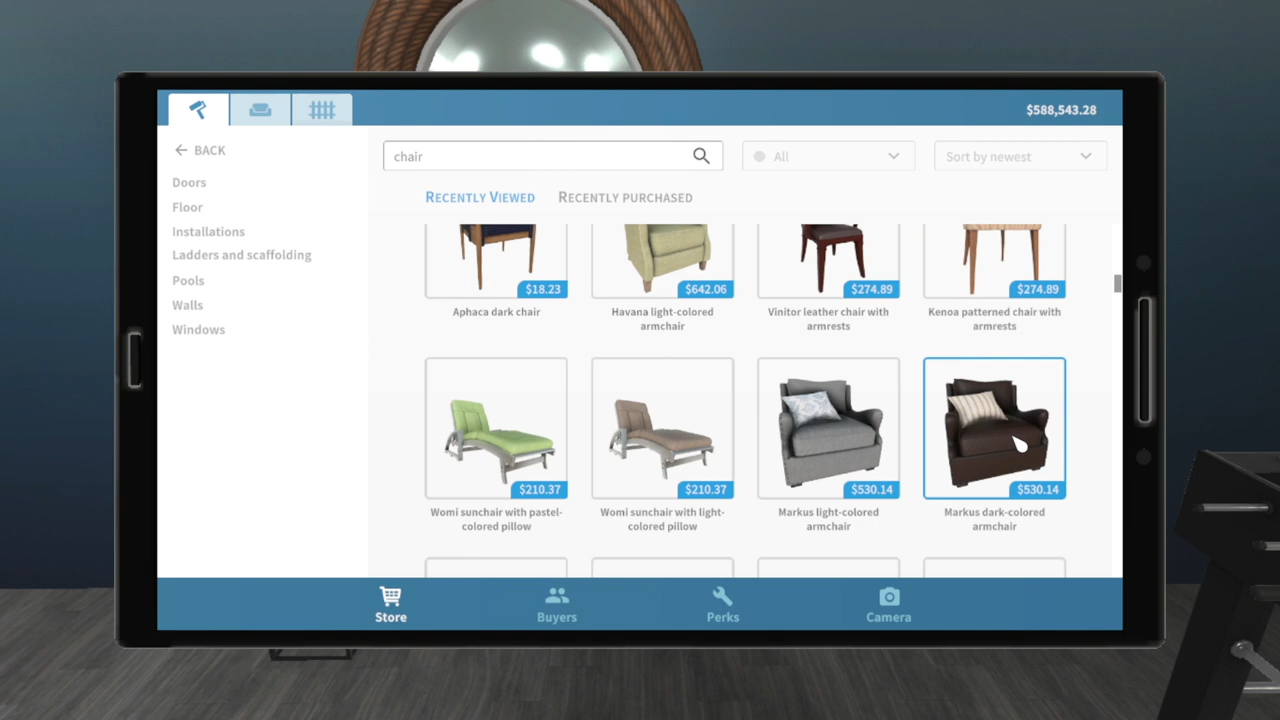 $588,543.28
BACK
Doors
Floor
Installations
Ladders and scaffolding
Pools
Walls
Windows
chair
All
Sort by newest
RECENTLY VIEWED
RECENTLY PURCHASED
$18.23
$642.06
$274.89
$274.89
Aphaca dark chair
Havana light-colored
armchair
Vinitor leather chair with
armrests
Kenoa patterned chair with
armrests
$210.37
$210.37
$530.14
$530.14
Womi sunchair with pastel-
colored pillow
Womi sunchair with light-
colored pillow
Markus light-colored
armchair
Markus dark-colored
armchair
Store
Buyers
Perks
Camera